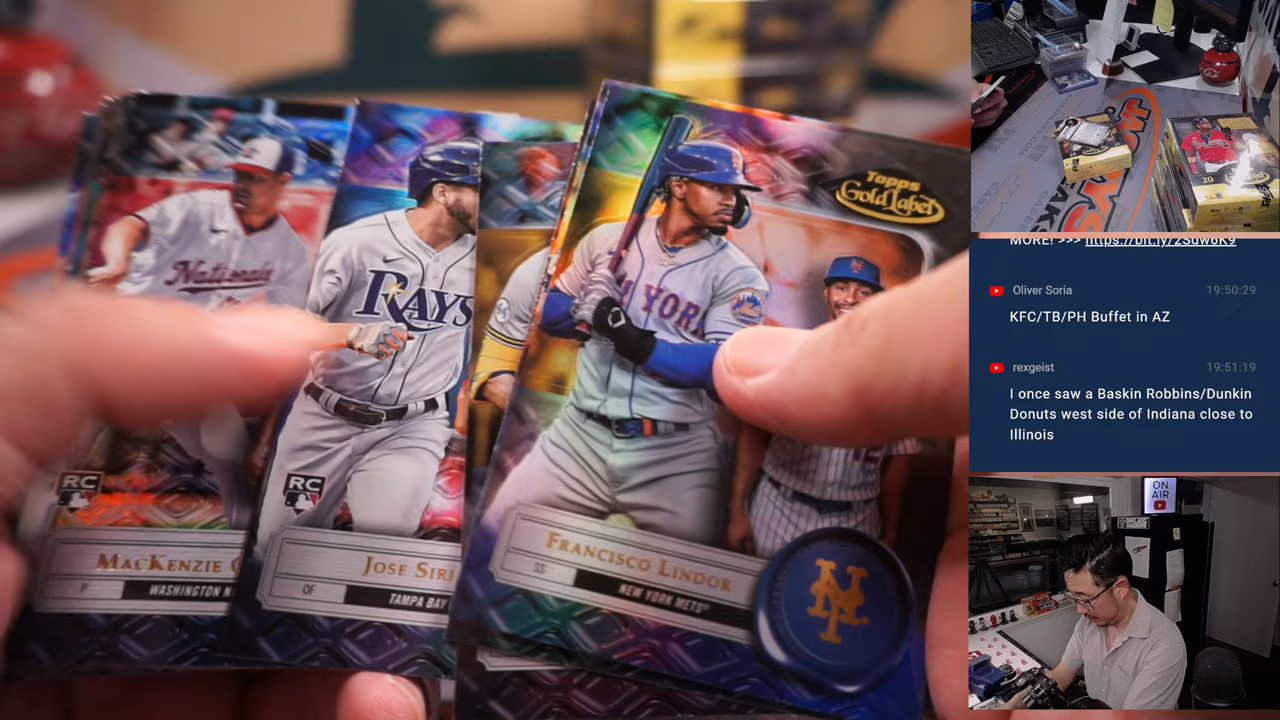 Topps
Gold Label
Nationals
RAYS
YORK
RC
MACKENZIE
P
WASHINGTON N
RC
JOSE SIRI
OF
TAMPA BAY
FRANCISCO LINDOR
SS
NEW YORK METS
NY
MORE! >>> https://bit.ly/2Sdw6K9
Oliver Soria 19:50:29
KFC/TB/PH Buffet in AZ
rexgeist 19:51:19
I once saw a Baskin Robbins/Dunkin
Donuts west side of Indiana close to
Illinois
ON
AIR